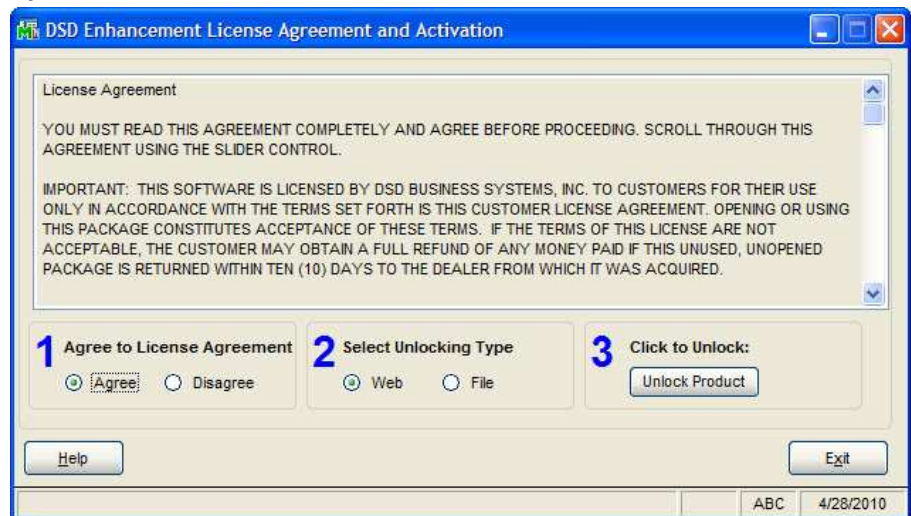 DSD Enhancement License Agreement and Activation
License Agreement
YOU MUST READ THIS AGREEMENT COMPLETELY AND AGREE BEFORE PROCEEDING. SCROLL THROUGH THIS
AGREEMENT USING THE SLIDER CONTROL.
IMPORTANT: THIS SOFTWARE IS LICENSED BY DSD BUSINESS SYSTEMS, INC. TO CUSTOMERS FOR THEIR USE
ONLY IN ACCORDANCE WITH THE TERMS SET FORTH IS THIS CUSTOMER LICENSE AGREEMENT. OPENING OR USING
THIS PACKAGE CONSTITUTES ACCEPTANCE OF THESE TERMS. IF THE TERMS OF THIS LICENSE ARE NOT
ACCEPTABLE, THE CUSTOMER MAY OBTAIN A FULL REFUND OF ANY MONEY PAID IF THIS UNUSED, UNOPENED
PACKAGE IS RETURNED WITHIN TEN (10) DAYS TO THE DEALER FROM WHICH IT WAS ACQUIRED.
1 Agree to License Agreement
Agree Disagree
2 Select Unlocking Type
Web File
3 Click to Unlock:
Unlock Product
Help
Exit
ABC 4/28/2010